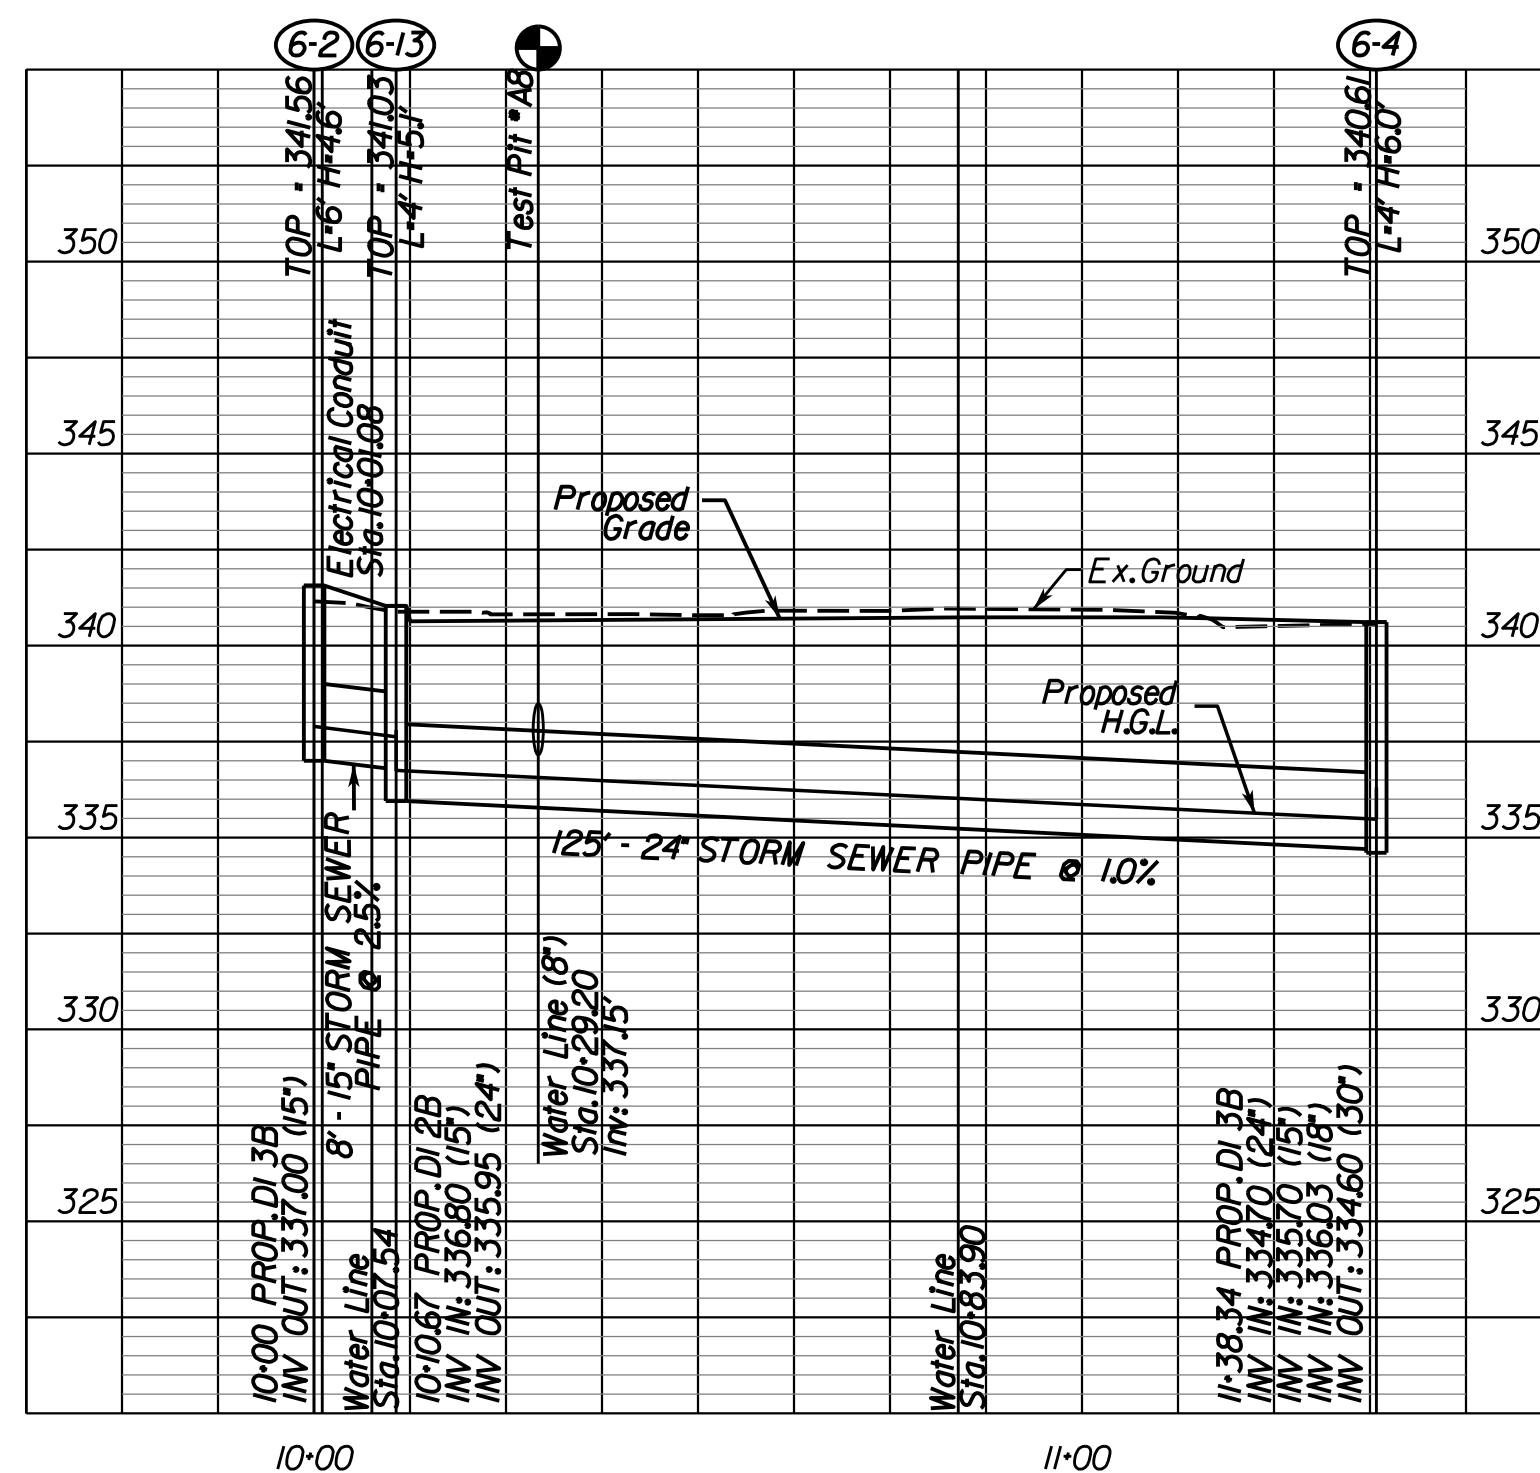 6-2
6-13
6-4
TOP = 341.56
L=6' H=4.6'
TOP = 341.03
L=4' H=5.1'
Test Pit #A8
TOP = 340.61
L=4' H=6.0'
350
350
Electrical Conduit
Sta. 10+01.08
345
345
Proposed
Grade
Ex. Ground
340
340
Proposed
H.G.L.
335
335
125' - 24" STORM SEWER PIPE @ 1.0%
8' - 15" STORM SEWER
PIPE @ 2.5%
330
330
Water Line (8")
Sta. 10+29.20
Inv: 337.15'
325
325
10+00 PROP. DI 3B
INV OUT: 337.00 (15")
Water Line
Sta. 10+07.54
10+10.67 PROP. DI 2B
INV IN: 336.80 (15")
INV OUT: 335.95 (24")
Water Line
Sta. 10+83.90
11+38.34 PROP. DI 3B
INV IN: 334.70 (24")
INV IN: 335.70 (15")
INV IN: 336.03 (18")
INV OUT: 334.60 (30")
10+00
11+00